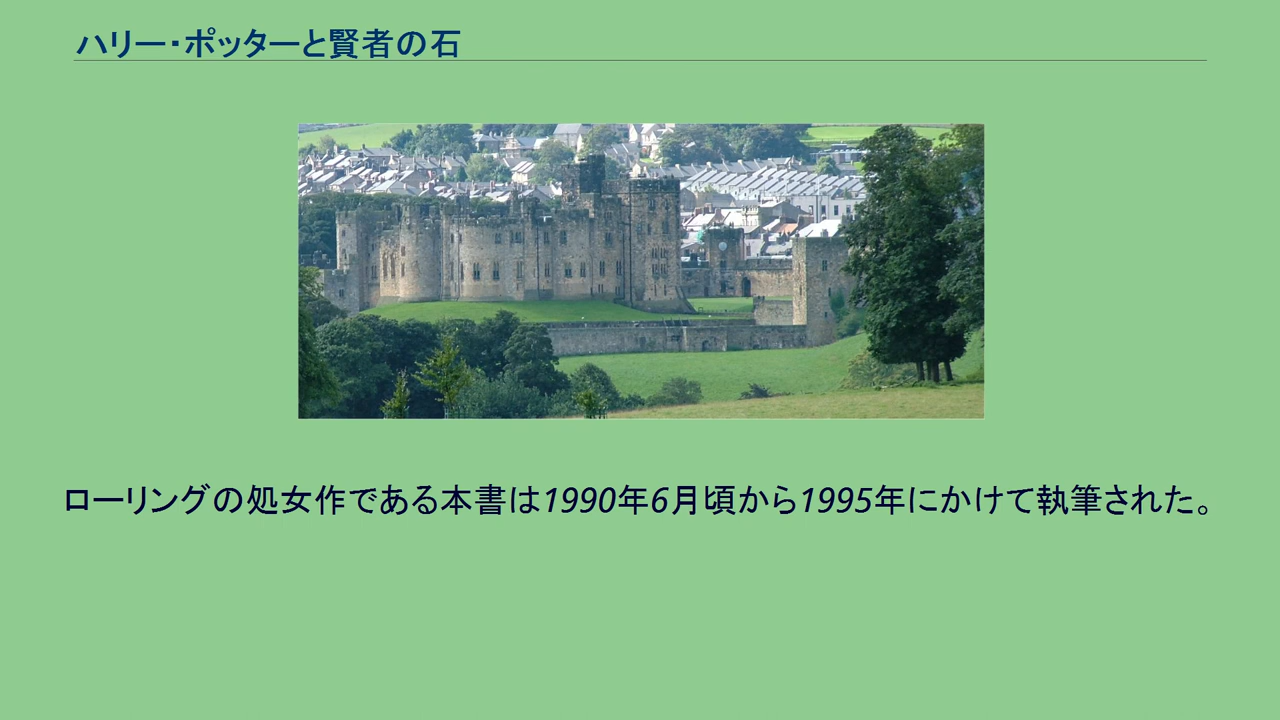 ハリー・ポッターと賢者の石
ローリングの処女作である本書は1990年6月頃から1995年にかけて執筆された。